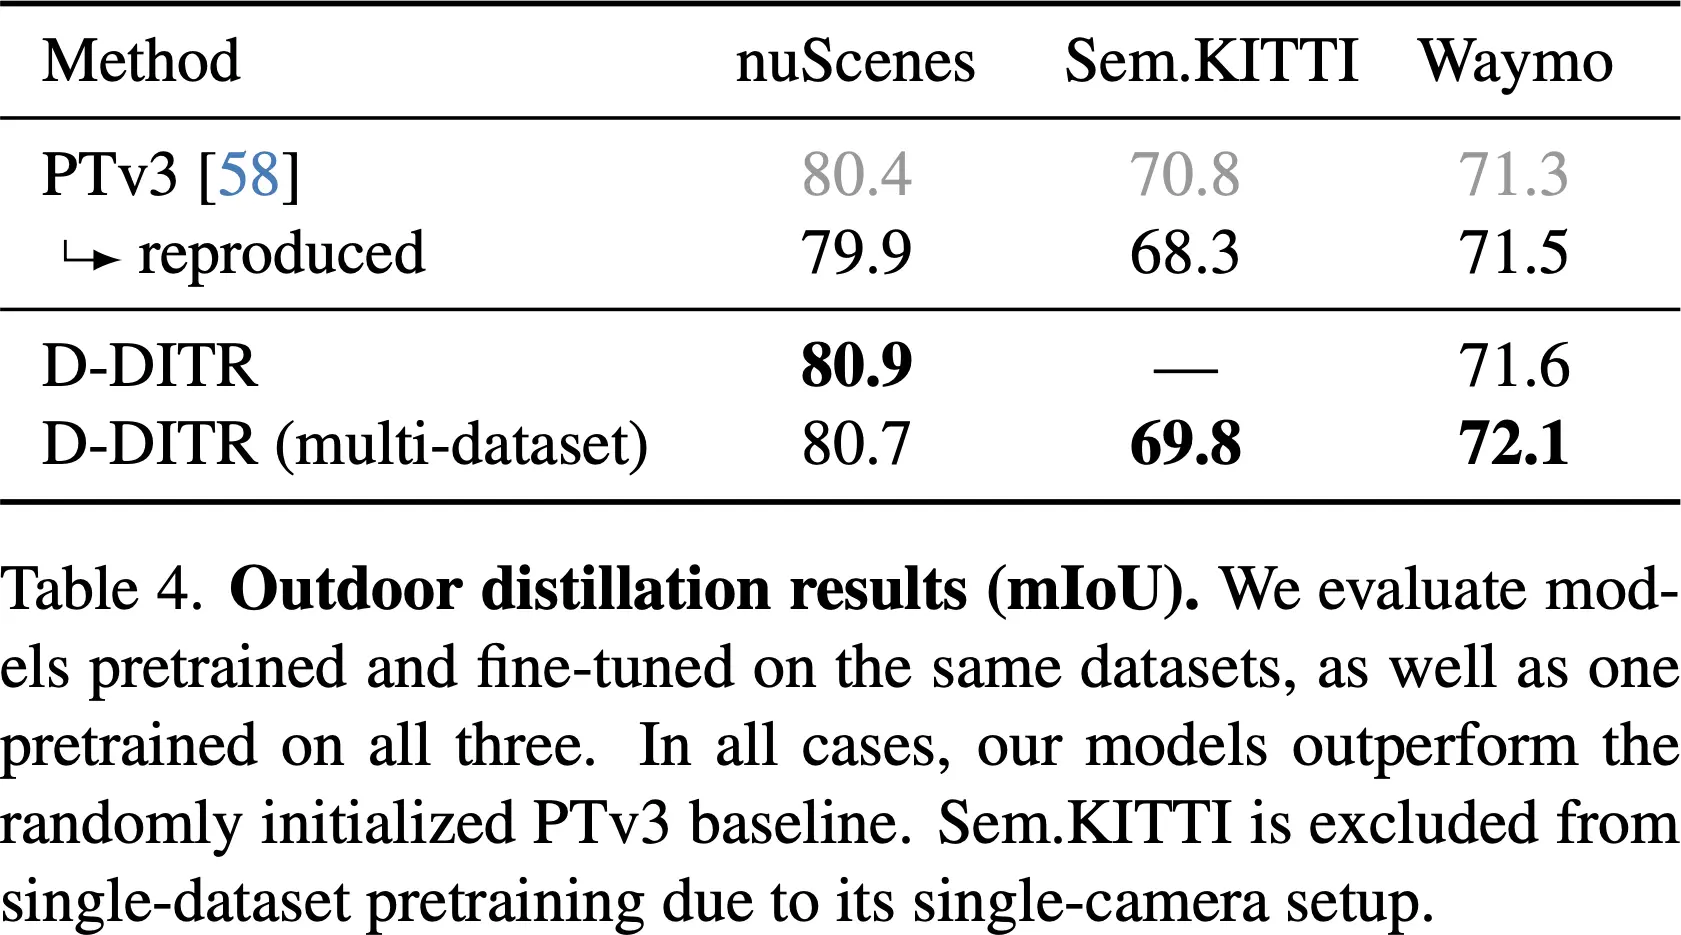 Method nuScenes Sem.KITTI Waymo
PTv3 [58] 80.4 70.8 71.3
↳ reproduced 79.9 68.3 71.5
D-DITR 80.9 — 71.6
D-DITR (multi-dataset) 80.7 69.8 72.1
Table 4. Outdoor distillation results (mIoU). We evaluate mod-
els pretrained and fine-tuned on the same datasets, as well as one
pretrained on all three. In all cases, our models outperform the
randomly initialized PTv3 baseline. Sem.KITTI is excluded from
single-dataset pretraining due to its single-camera setup.